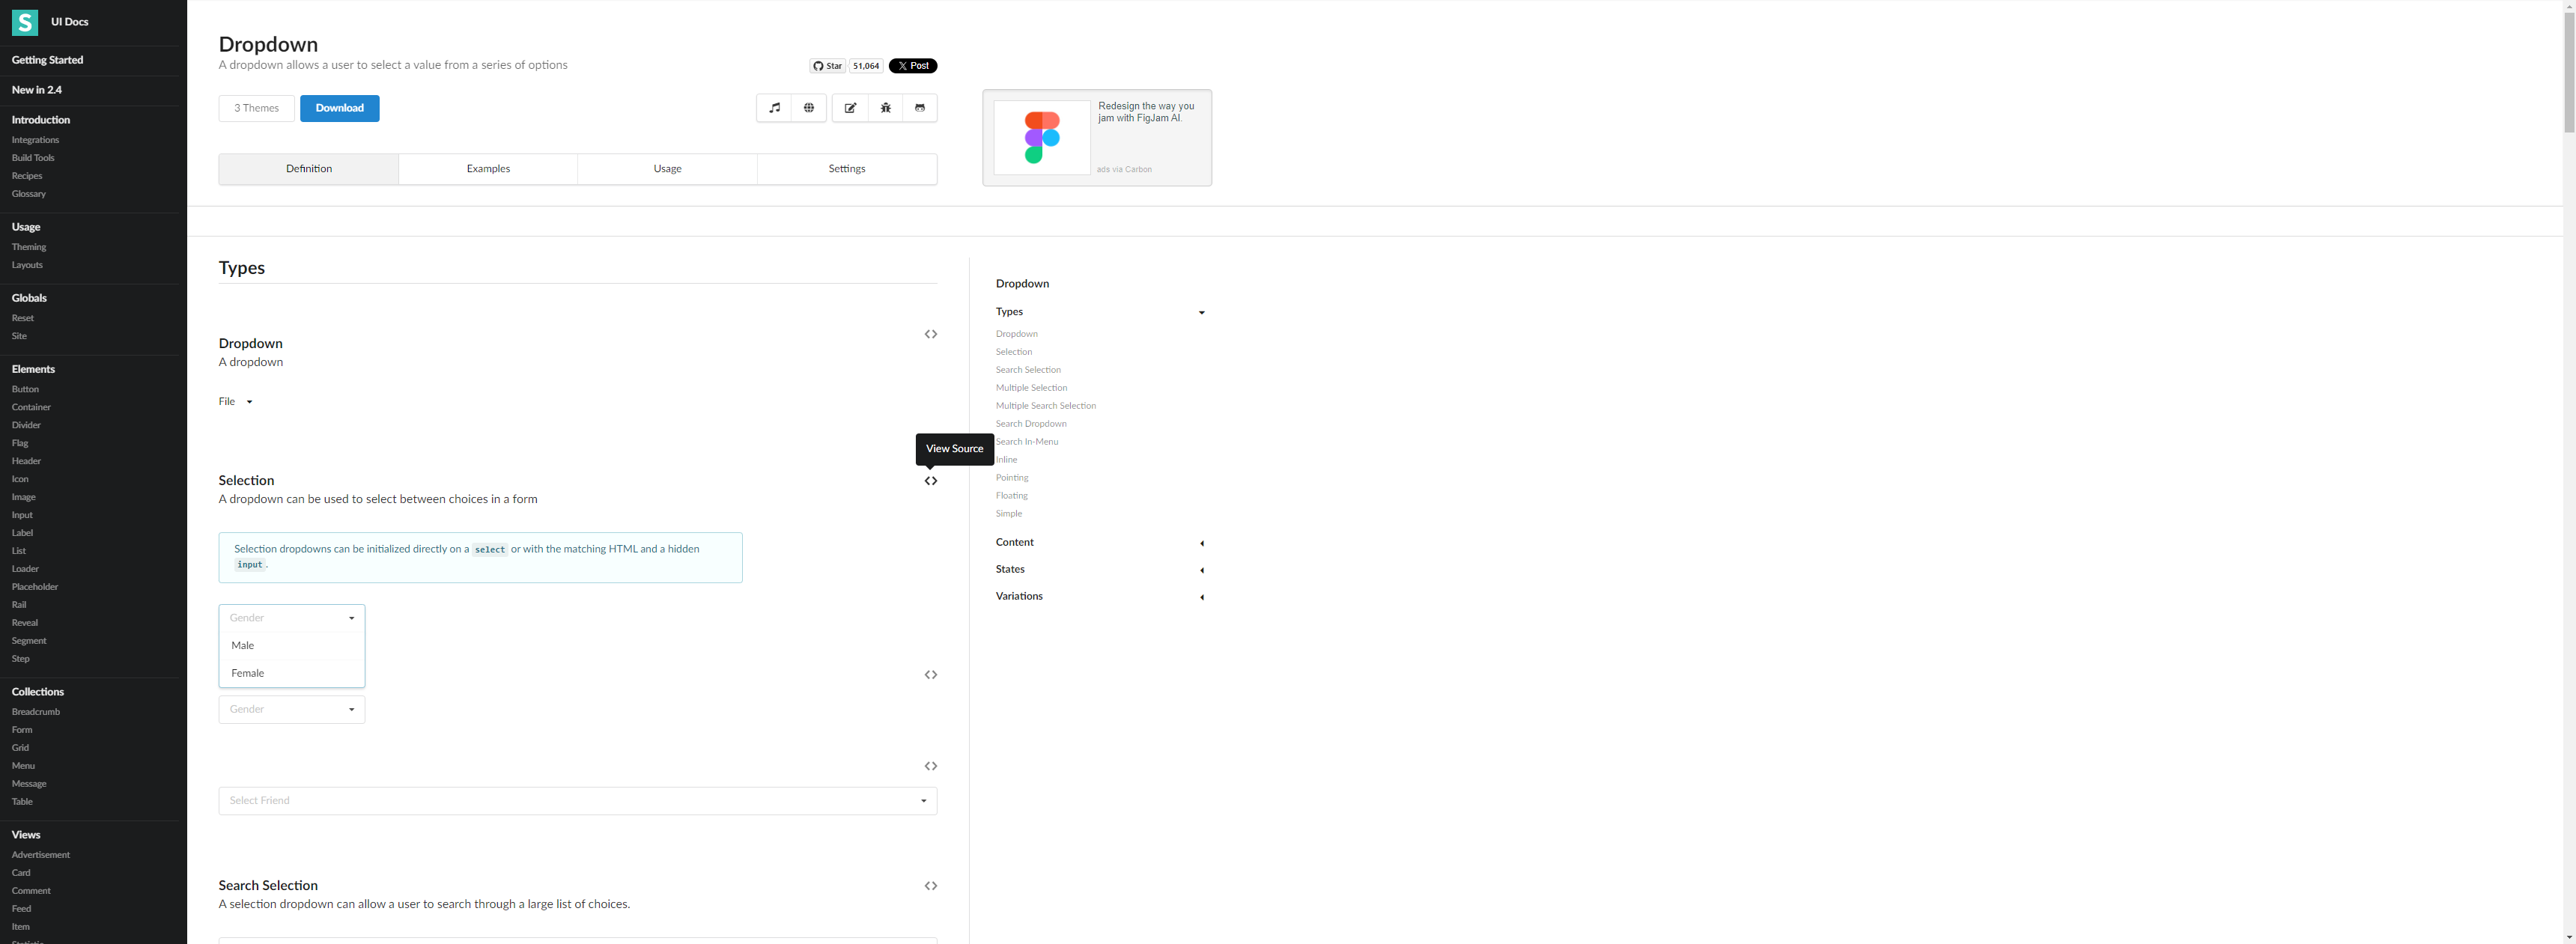 S UI Docs
Getting Started
New in 2.4
Introduction
Integrations
Build Tools
Recipes
Glossary
Usage
Theming
Layouts
Globals
Reset
Site
Elements
Button
Container
Divider
Flag
Header
Icon
Image
Input
Label
List
Loader
Placeholder
Rail
Reveal
Segment
Step
Collections
Breadcrumb
Form
Grid
Menu
Message
Table
Views
Advertisement
Card
Comment
Feed
Item
Statistic
Dropdown
A dropdown allows a user to select a value from a series of options
Star 51,064 X Post
3 Themes Download
Definition Examples Usage Settings
Redesign the way you
jam with FigJam AI.
ads via Carbon
Types
Dropdown
A dropdown
File
View Source
Selection
A dropdown can be used to select between choices in a form
Selection dropdowns can be initialized directly on a select or with the matching HTML and a hidden
input.
Gender
Male
Female
Gender
Select Friend
Search Selection
A selection dropdown can allow a user to search through a large list of choices.
Dropdown
Types
Dropdown
Selection
Search Selection
Multiple Selection
Multiple Search Selection
Search Dropdown
Search In-Menu
Inline
Pointing
Floating
Simple
Content
States
Variations